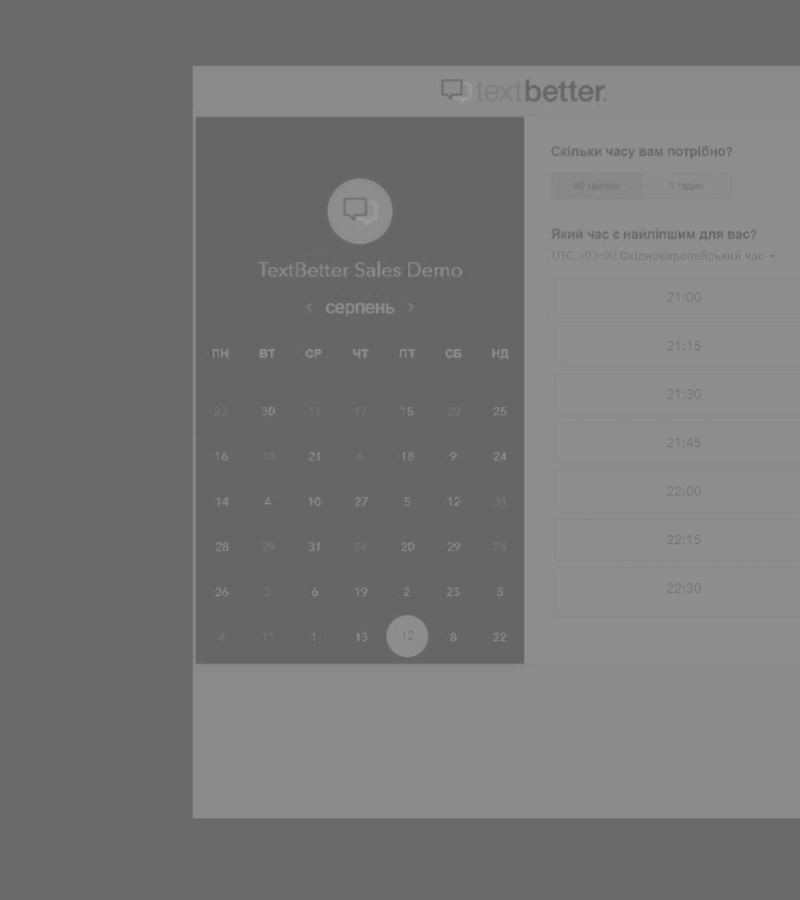 textbetter.
TextBetter Sales Demo
< серпень >
ПН ВТ СР ЧТ ПТ СБ НД
23 30 11 17 15 22 25
16 13 21 6 18 9 24
14 4 10 27 5 12 31
28 29 31 24 20 29 24
26 2 6 19 2 23 3
4 11 1 13 12 8 22
Скільки часу вам потрібно?
40 хвилин 1 годин
Який час є найліпшим для вас?
UTC +03:00 Східноєвропейський час
21:00
21:15
21:30
21:45
22:00
22:15
22:30